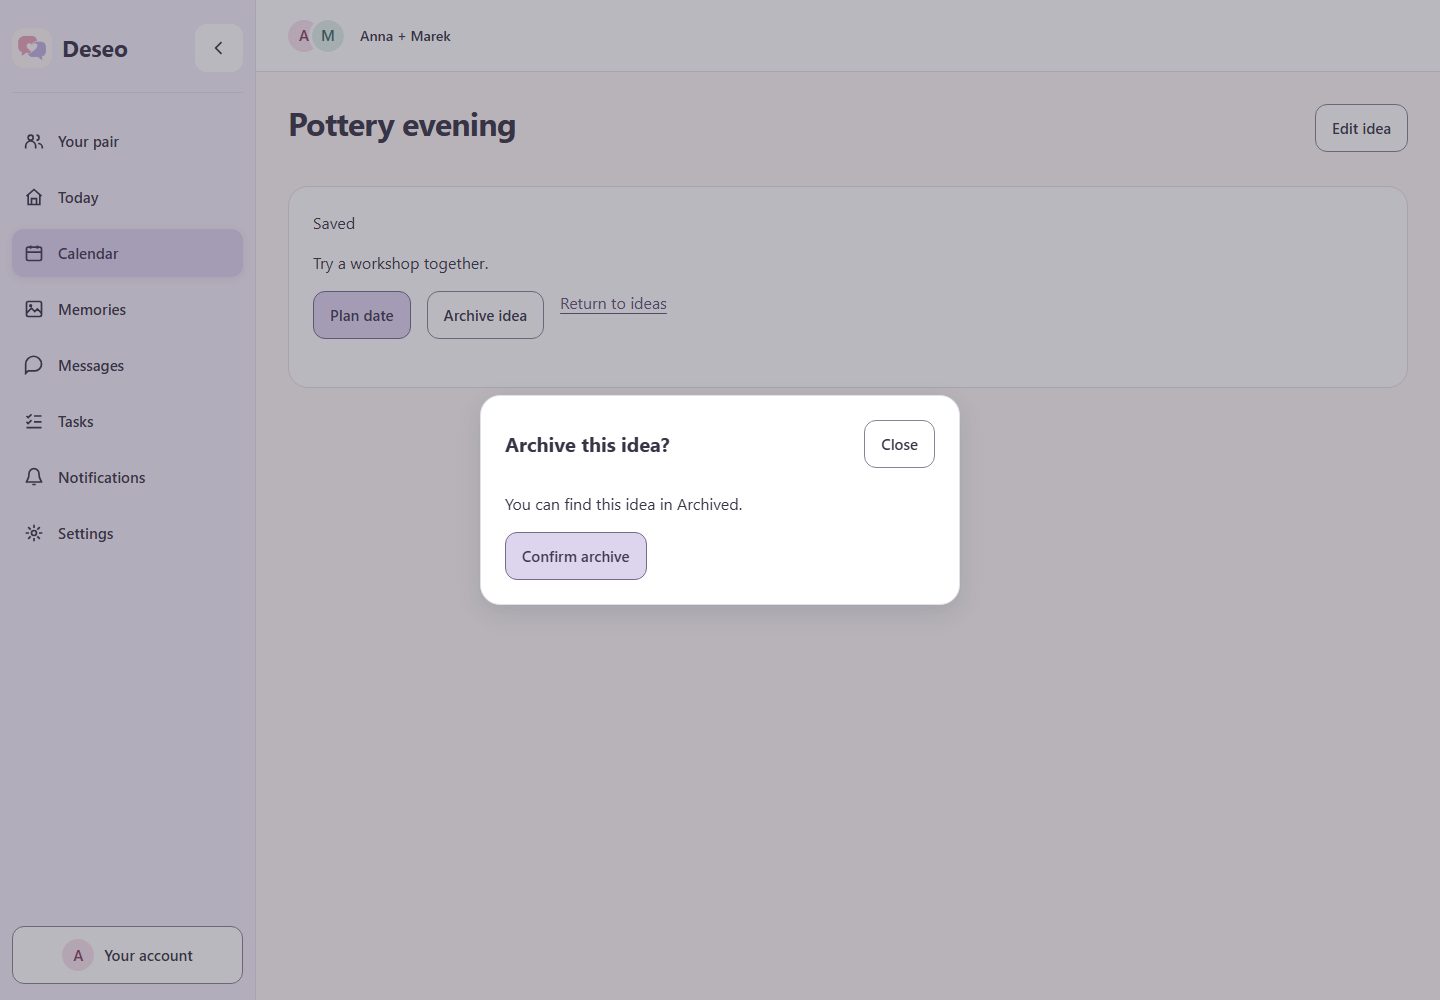 Deseo
Your pair
Today
Calendar
Memories
Messages
Tasks
Notifications
Settings
A
Your account
A
M
Anna + Marek
Pottery evening
Edit idea
Saved
Try a workshop together.
Plan date
Archive idea
Return to ideas
Archive this idea?
Close
You can find this idea in Archived.
Confirm archive